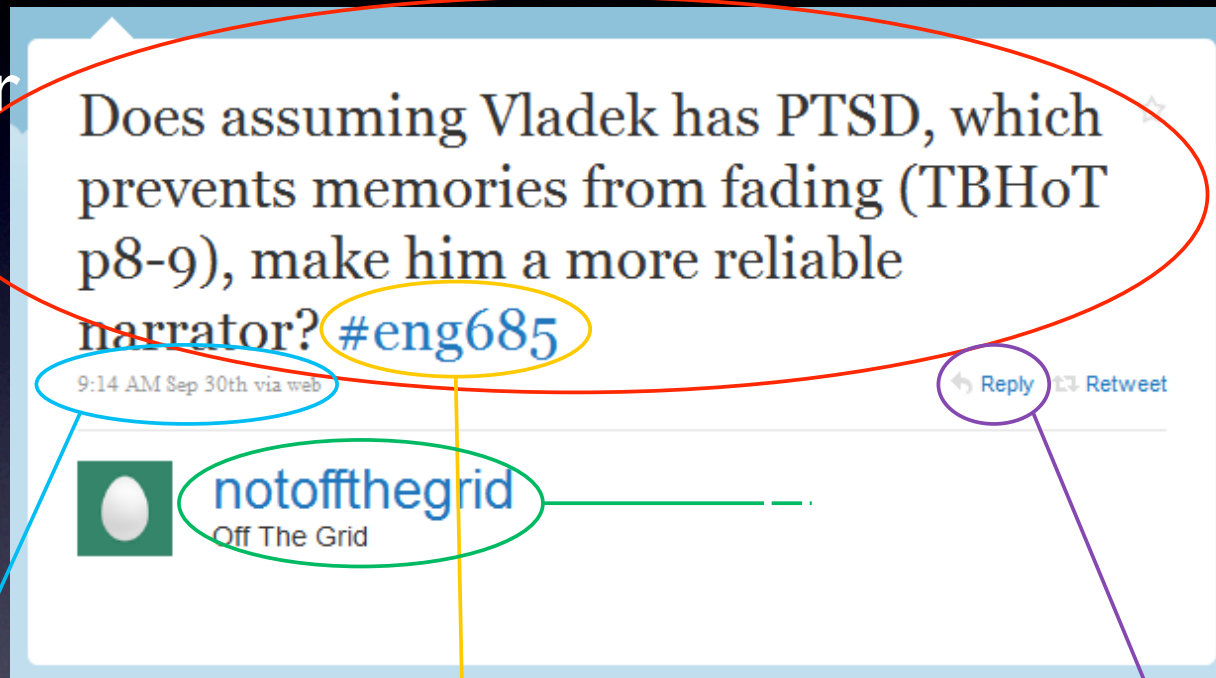 r
Does assuming Vladek has PTSD, which
prevents memories from fading (TBHoT
p8-9), make him a more reliable
narrator? #eng685
9:14 AM Sep 30th via web
Reply Retweet
notoffthegrid
Off The Grid